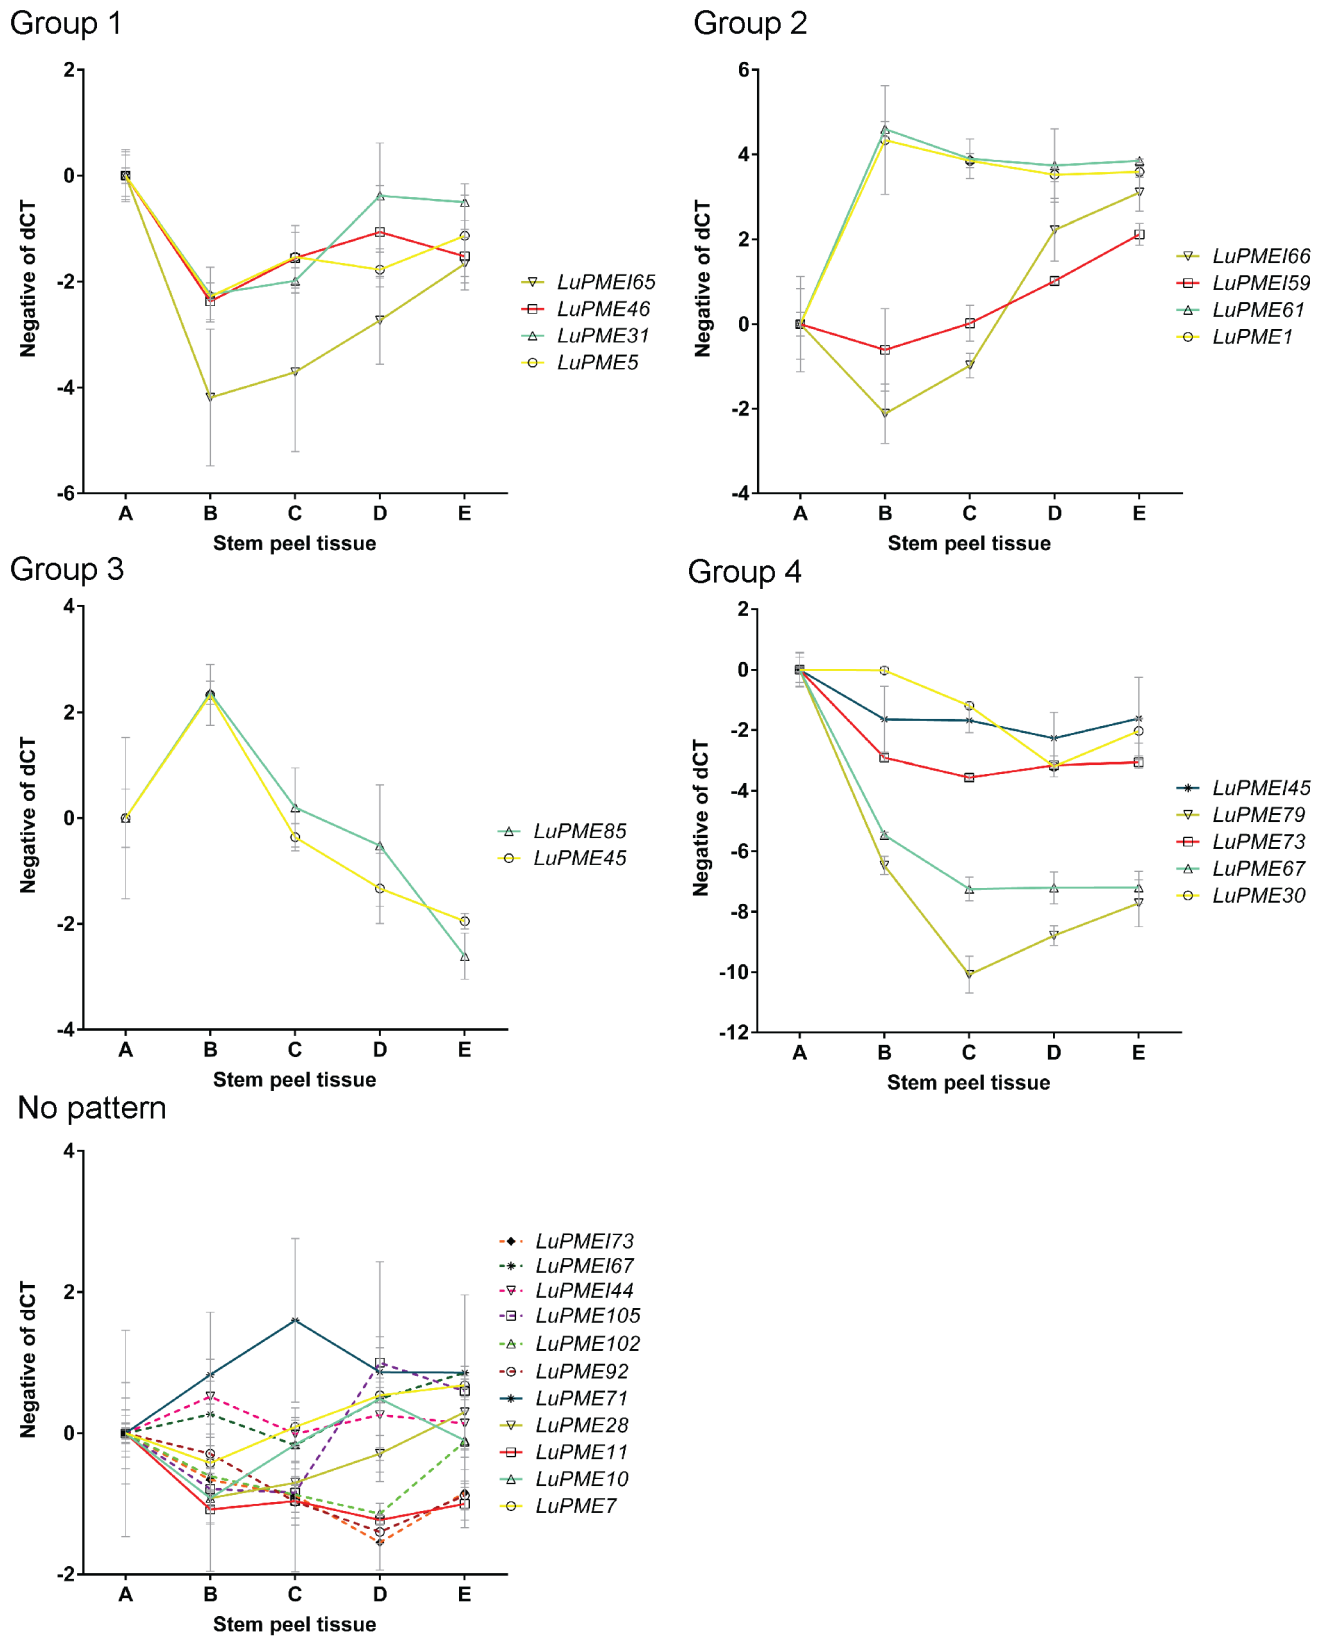 Group 1
2
0
-2
-4
-6
Negative of dCT
A B C D E
Stem peel tissue
LuPMEI65
LuPME46
LuPME31
LuPME5
Group 2
6
4
2
0
-2
-4
Negative of dCT
A B C D E
Stem peel tissue
LuPMEI66
LuPMEI59
LuPME61
LuPME1
Group 3
4
2
0
-2
-4
Negative of dCT
A B C D E
Stem peel tissue
LuPME85
LuPME45
Group 4
2
0
-2
-4
-6
-8
-10
-12
Negative of dCT
A B C D E
Stem peel tissue
LuPMEI45
LuPME79
LuPME73
LuPME67
LuPME30
No pattern
4
2
0
-2
Negative of dCT
A B C D E
Stem peel tissue
LuPMEI73
LuPMEI67
LuPMEI44
LuPME105
LuPME102
LuPME92
LuPME71
LuPME28
LuPME11
LuPME10
LuPME7